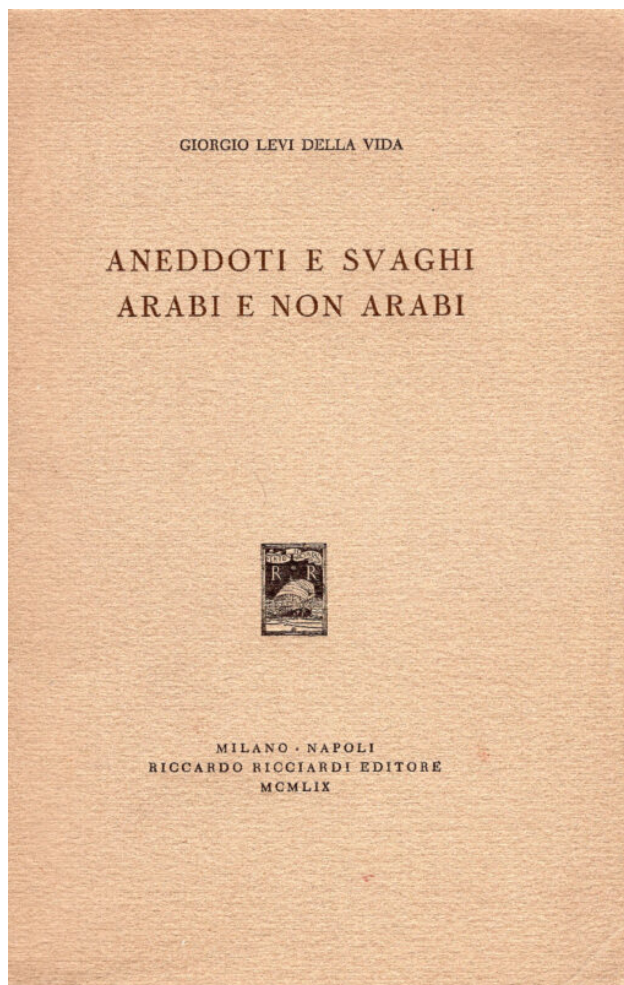 GIORGIO LEVI DELLA VIDA
ANEDDOTI E SVAGHI
ARABI E NON ARABI
R R
MILANO · NAPOLI
RICCARDO RICCIARDI EDITORE
MCMLIX